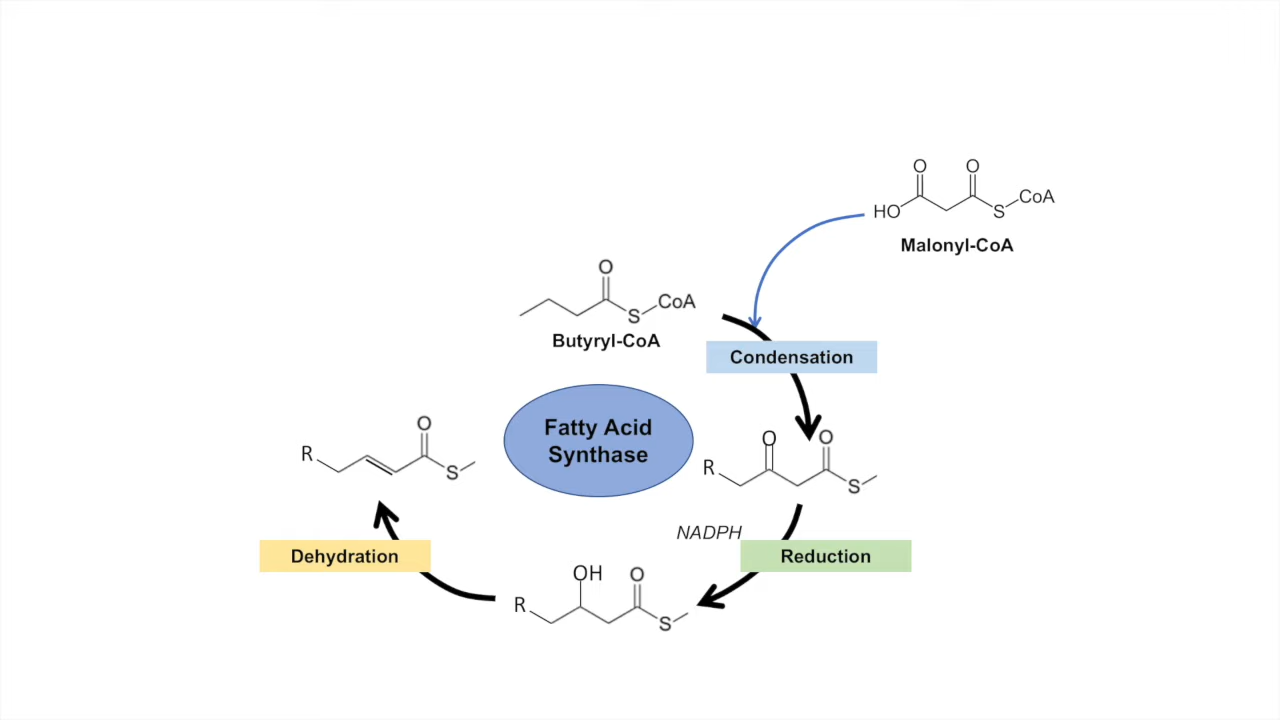 O O
HO S CoA
Malonyl-CoA
O
S CoA
Butyryl-CoA
Condensation
Fatty Acid
Synthase
O
R
S
O O
R
S
NADPH
Reduction
Dehydration
OH O
R
S